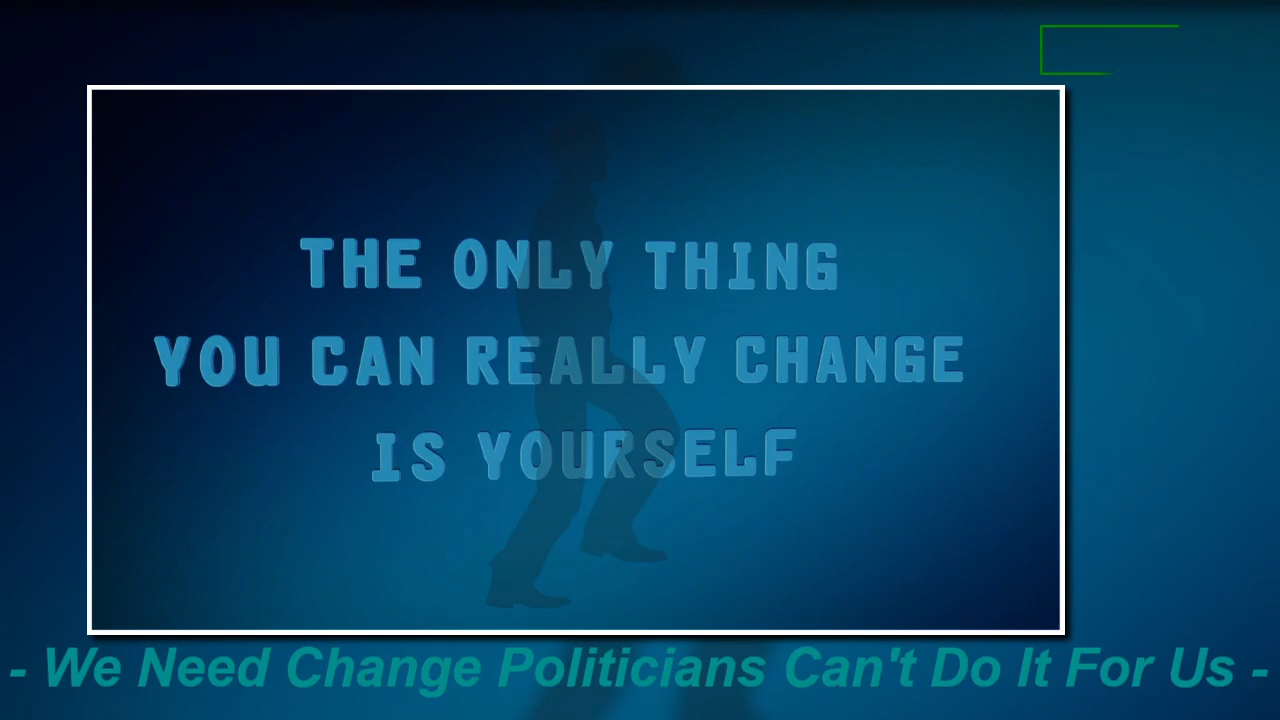 THE ONLY THING
YOU CAN REALLY CHANGE
IS YOURSELF
- We Need Change Politicians Can't Do It For Us -